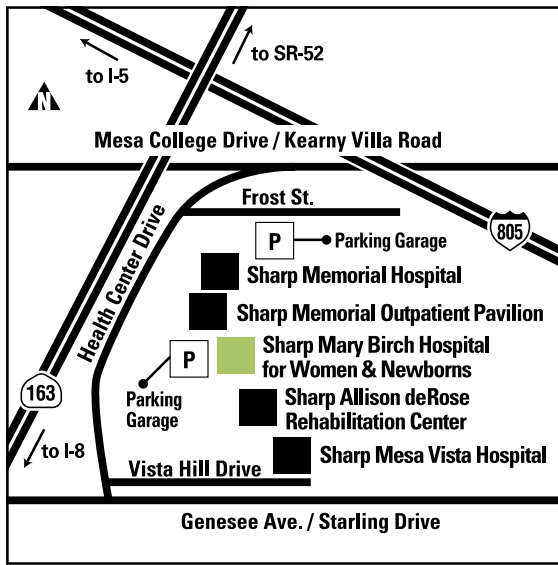 to SR-52
to I-5
N
Mesa College Drive / Kearny Villa Road
Frost St.
805
P
Parking Garage
Health Center Drive
Sharp Memorial Hospital
Sharp Memorial Outpatient Pavilion
P
Sharp Mary Birch Hospital
for Women & Newborns
163
Parking
Garage
Sharp Allison deRose
Rehabilitation Center
to I-8
Vista Hill Drive
Sharp Mesa Vista Hospital
Genesee Ave. / Starling Drive